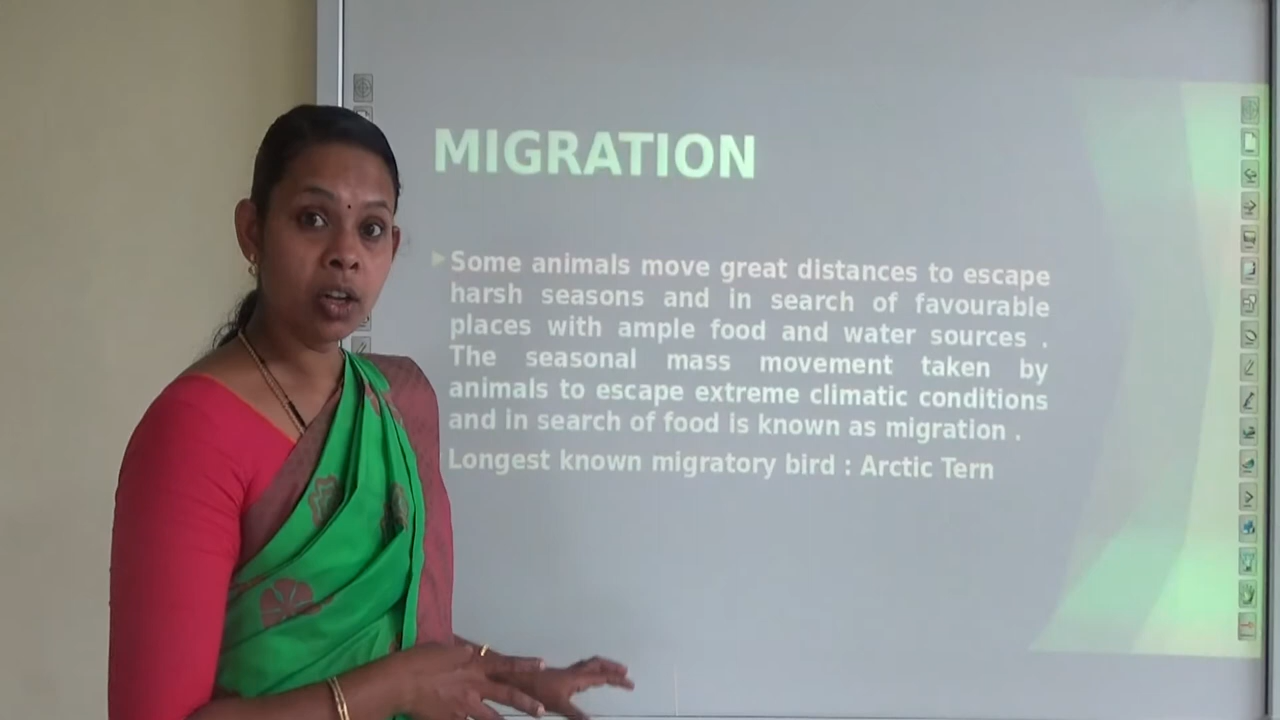 MIGRATION
Some animals move great distances to escape
harsh seasons and in search of favourable
places with ample food and water sources .
The seasonal mass movement taken by
animals to escape extreme climatic conditions
and in search of food is known as migration .
Longest known migratory bird : Arctic Tern